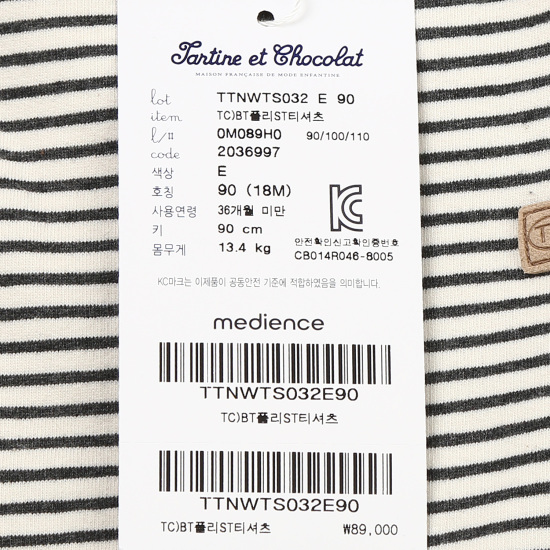 Tartine et Chocolat
MAISON FRANÇAISE DE MODE ENFANTINE
lot TTNWTS032 E 90
item TC)BT플리ST티셔츠
l/# 0M089H0 90/100/110
code 2036997
색상 E
호칭 90 (18M)
사용연령 36개월 미만
키 90 cm
몸무게 13.4 kg
안전확인신고확인증번호
CB014R046-8005
KC마크는 이제품이 공통안전 기준에 적합하였음을 의미합니다.
medience
TTNWTS032E90
TC)BT플리ST티셔츠
TTNWTS032E90
TC)BT플리ST티셔츠 ₩89,000